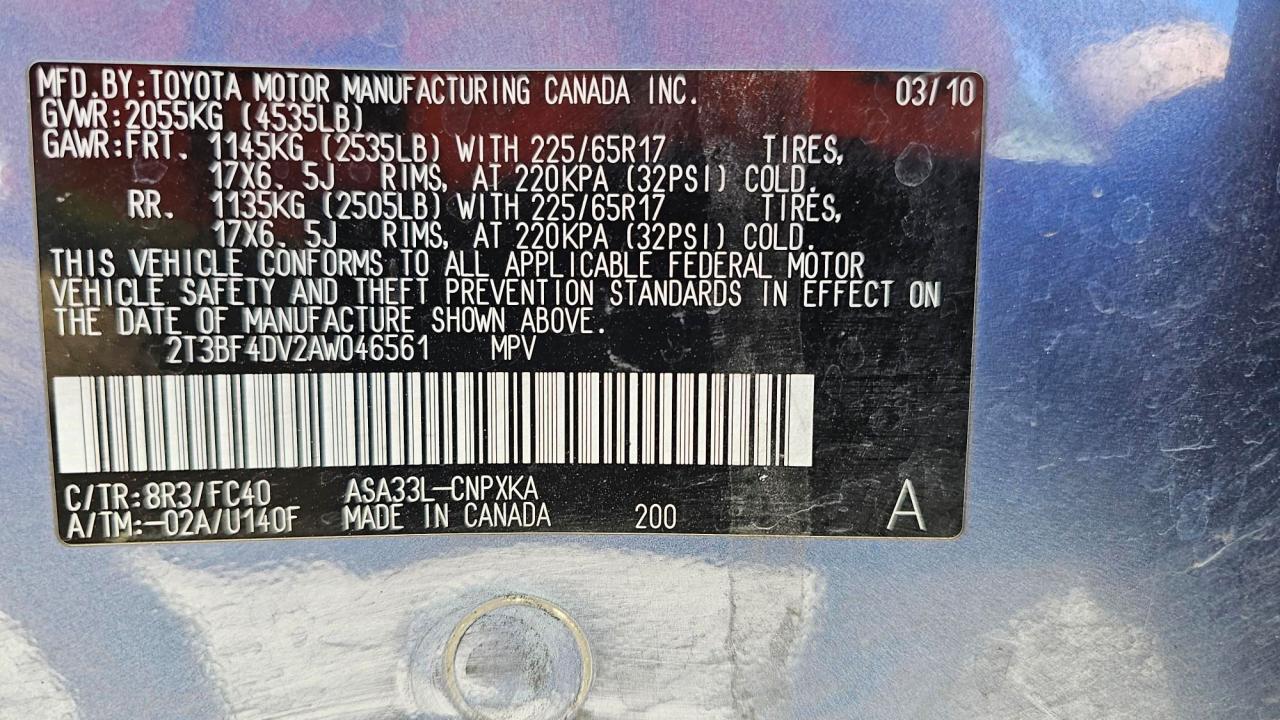 MFD.BY:TOYOTA MOTOR MANUFACTURING CANADA INC. 03/10
GVWR:2055KG (4535LB)
GAWR:FRT. 1145KG (2535LB) WITH 225/65R17 TIRES,
17X6.5J RIMS, AT 220KPA (32PSI) COLD.
RR. 1135KG (2505LB) WITH 225/65R17 TIRES,
17X6.5J RIMS, AT 220KPA (32PSI) COLD.
THIS VEHICLE CONFORMS TO ALL APPLICABLE FEDERAL MOTOR
VEHICLE SAFETY AND THEFT PREVENTION STANDARDS IN EFFECT ON
THE DATE OF MANUFACTURE SHOWN ABOVE.
2T3BF4DV2AW046561 MPV
C/TR:8R3/FC40 ASA33L-CNPXKA
A/TM:-02A/U140F MADE IN CANADA 200 A